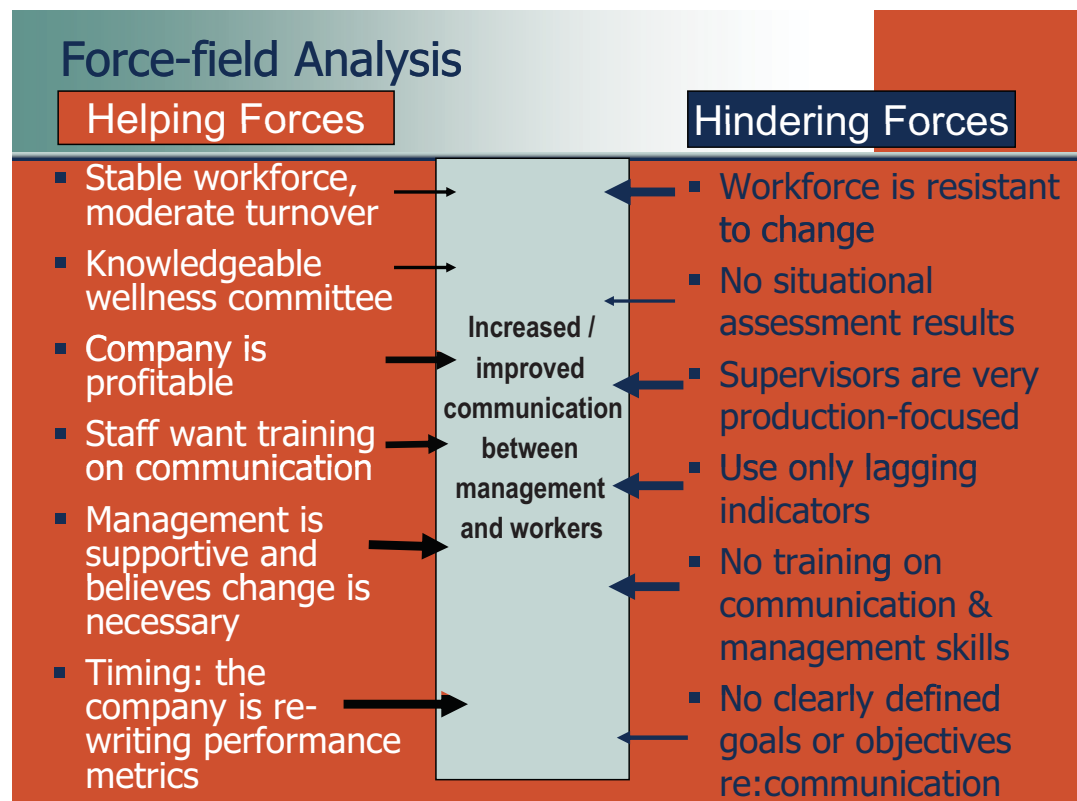 Force-field Analysis
Helping Forces
Hindering Forces
▪ Stable workforce,
moderate turnover
▪ Knowledgeable
wellness committee
▪ Company is
profitable
▪ Staff want training
on communication
▪ Management is
supportive and
believes change is
necessary
▪ Timing: the
company is re-
writing performance
metrics
Increased /
improved
communication
between
management
and workers
▪ Workforce is resistant
to change
▪ No situational
assessment results
▪ Supervisors are very
production-focused
▪ Use only lagging
indicators
▪ No training on
communication &
management skills
▪ No clearly defined
goals or objectives
re:communication